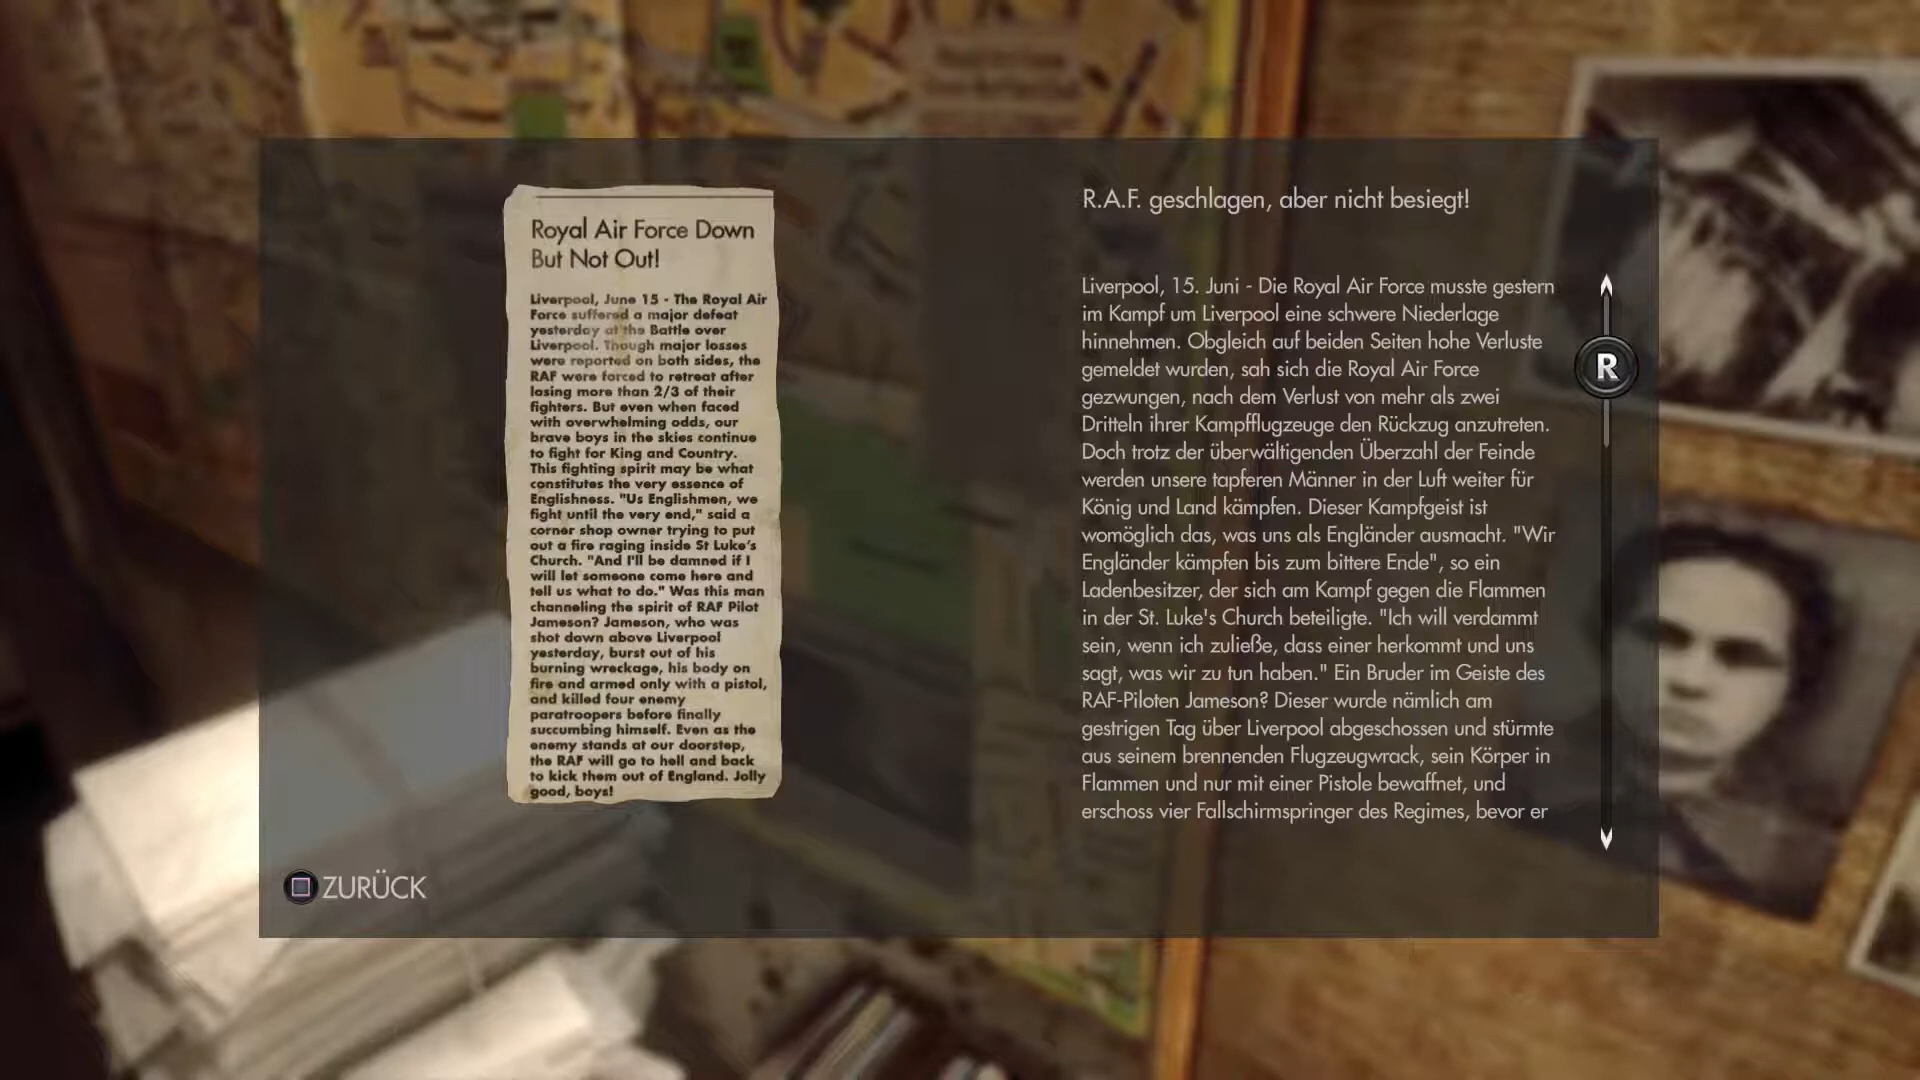 Royal Air Force Down
But Not Out!
Liverpool, June 15 - The Royal Air
Force suffered a major defeat
yesterday at the Battle over
Liverpool. Though major losses
were reported on both sides, the
RAF were forced to retreat after
losing more than 2/3 of their
fighters. But even when faced
with overwhelming odds, our
brave boys in the skies continue
to fight for King and Country.
This fighting spirit may be what
constitutes the very essence of
Englishness. "Us Englishmen, we
fight until the very end," said a
corner shop owner trying to put
out a fire raging inside St Luke's
Church. "And I'll be damned if I
will let someone come here and
tell us what to do." Was this man
channeling the spirit of RAF Pilot
Jameson? Jameson, who was
shot down above Liverpool
yesterday, burst out of his
burning wreckage, his body on
fire and armed only with a pistol,
and killed four enemy
paratroopers before finally
succumbing himself. Even as the
enemy stands at our doorstep,
the RAF will go to hell and back
to kick them out of England. Jolly
good, boys!
R.A.F. geschlagen, aber nicht besiegt!
Liverpool, 15. Juni - Die Royal Air Force musste gestern
im Kampf um Liverpool eine schwere Niederlage
hinnehmen. Obgleich auf beiden Seiten hohe Verluste
gemeldet wurden, sah sich die Royal Air Force
gezwungen, nach dem Verlust von mehr als zwei
Dritteln ihrer Kampfflugzeuge den Rückzug anzutreten.
Doch trotz der überwältigenden Überzahl der Feinde
werden unsere tapferen Männer in der Luft weiter für
König und Land kämpfen. Dieser Kampfgeist ist
womöglich das, was uns als Engländer ausmacht. "Wir
Engländer kämpfen bis zum bittere Ende", so ein
Ladenbesitzer, der sich am Kampf gegen die Flammen
in der St. Luke's Church beteiligte. "Ich will verdammt
sein, wenn ich zuließe, dass einer herkommt und uns
sagt, was wir zu tun haben." Ein Bruder im Geiste des
RAF-Piloten Jameson? Dieser wurde nämlich am
gestrigen Tag über Liverpool abgeschossen und stürmte
aus seinem brennenden Flugzeugwrack, sein Körper in
Flammen und nur mit einer Pistole bewaffnet, und
erschoss vier Fallschirmspringer des Regimes, bevor er
R
ZURÜCK